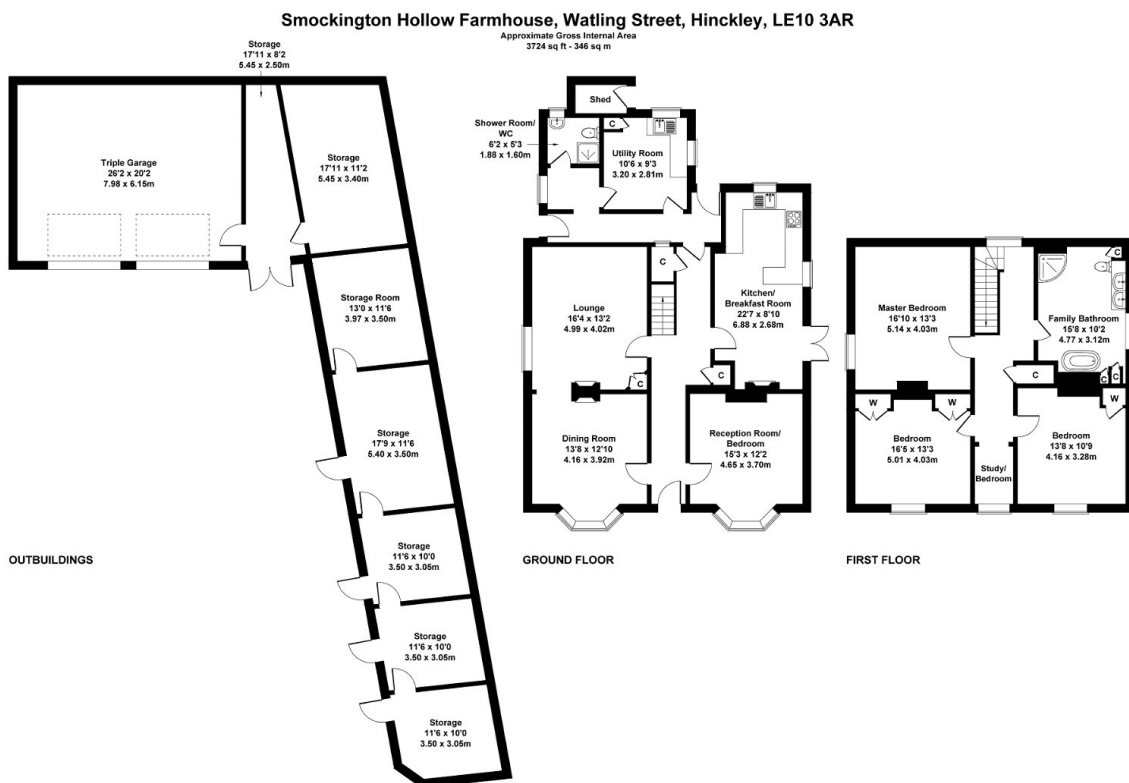 Smockington Hollow Farmhouse, Watling Street, Hinckley, LE10 3AR
Approximate Gross Internal Area
3724 sq ft - 346 sq m
Storage
17'11 x 8'2
5.45 x 2.50m
Triple Garage
26'2 x 20'2
7.98 x 6.15m
Storage
17'11 x 11'2
5.45 x 3.40m
Storage Room
13'0 x 11'6
3.97 x 3.50m
Storage
17'9 x 11'6
5.40 x 3.50m
Storage
11'6 x 10'0
3.50 x 3.05m
Storage
11'6 x 10'0
3.50 x 3.05m
Storage
11'6 x 10'0
3.50 x 3.05m
OUTBUILDINGS
Shed
Shower Room/
WC
6'2 x 5'3
1.88 x 1.60m
C
Utility Room
10'6 x 9'3
3.20 x 2.81m
C
Lounge
16'4 x 13'2
4.99 x 4.02m
Kitchen/
Breakfast Room
22'7 x 8'10
6.88 x 2.68m
C
C
Dining Room
13'8 x 12'10
4.16 x 3.92m
Reception Room/
Bedroom
15'3 x 12'2
4.65 x 3.70m
GROUND FLOOR
C
Master Bedroom
16'10 x 13'3
5.14 x 4.03m
Family Bathroom
15'8 x 10'2
4.77 x 3.12m
C
C
C
W
W
W
Bedroom
16'5 x 13'3
5.01 x 4.03m
Bedroom
13'8 x 10'9
4.16 x 3.28m
Study/
Bedroom
FIRST FLOOR